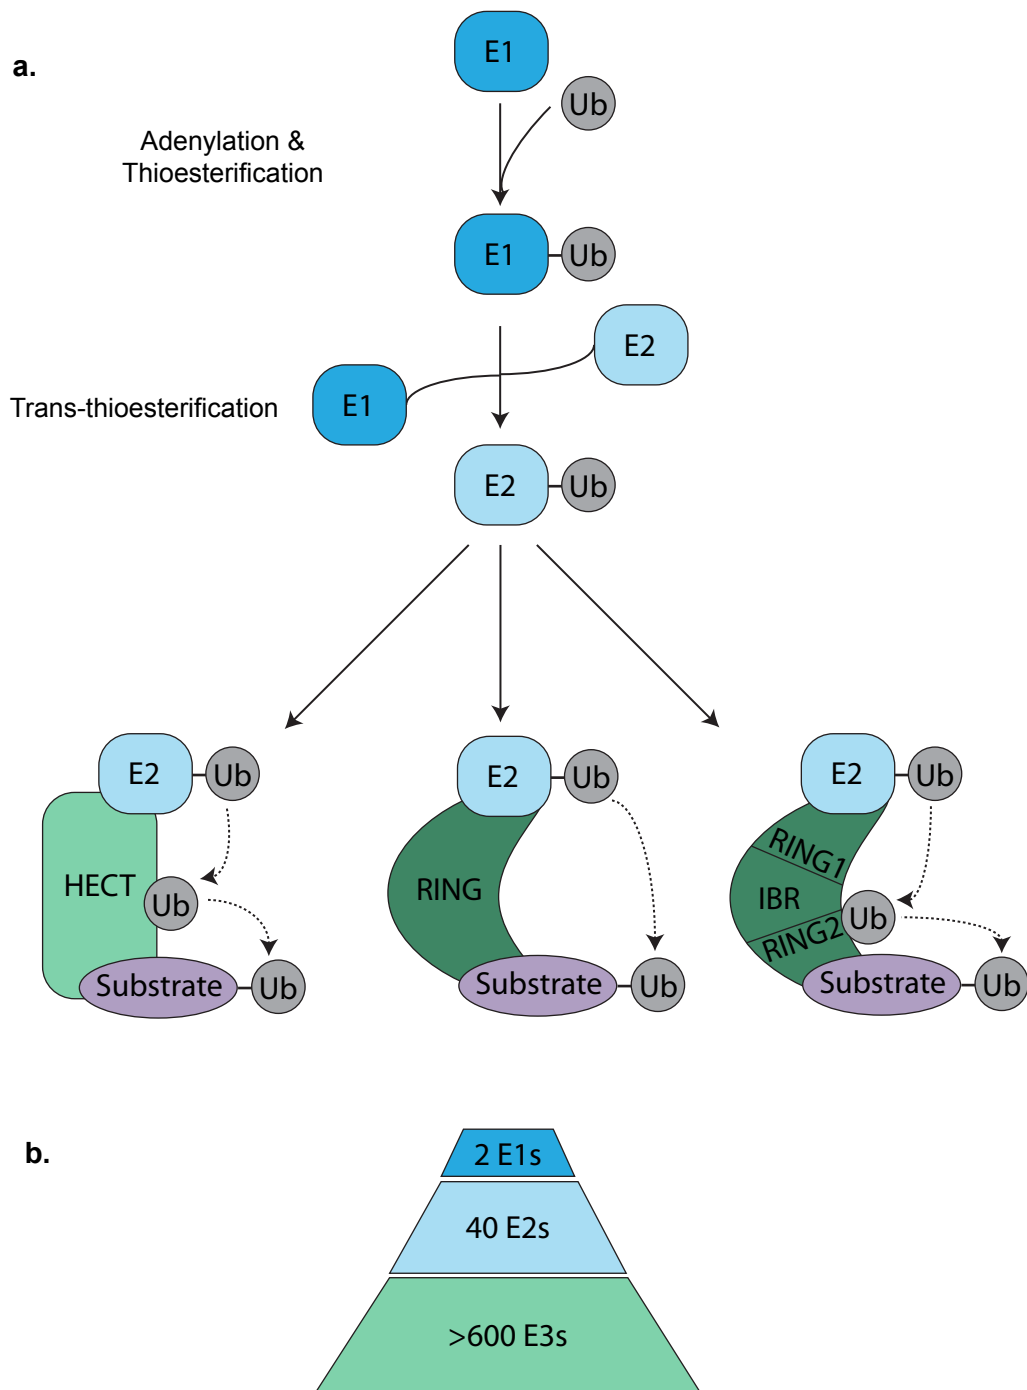 a.
E1
Ub
Adenylation &
Thioesterification
E1
Ub
E2
E1
Trans-thioesterification
E2
Ub
E2
Ub
HECT
Ub
Substrate
Ub
E2
Ub
RING
Substrate
Ub
E2
Ub
RING1
IBR
RING2
Ub
Substrate
Ub
b.
2 E1s
40 E2s
>600 E3s